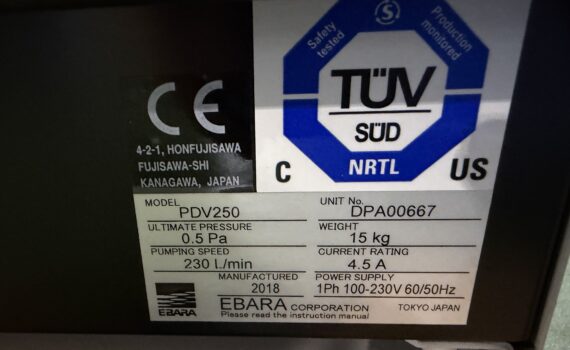 Safety tested
S
Production monitored
TÜV
SÜD
NRTL
C US
CE
4-2-1, HONFUJISAWA
FUJISAWA-SHI
KANAGAWA, JAPAN
MODEL
PDV250
UNIT No.
DPA00667
ULTIMATE PRESSURE
0.5 Pa
WEIGHT
15 kg
PUMPING SPEED
230 L/min
CURRENT RATING
4.5 A
MANUFACTURED
2018
POWER SUPPLY
1Ph 100-230V 60/50Hz
EBARA
EBARA CORPORATION
TOKYO JAPAN
Please read the instruction manual